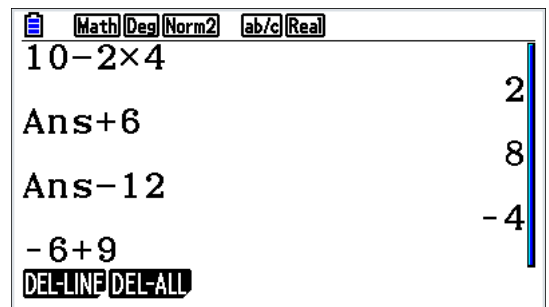 Math Deg Norm2 ab/c Real
10-2×4
2
Ans+6
8
Ans-12
-4
-6+9
DEL-LINE DEL-ALL